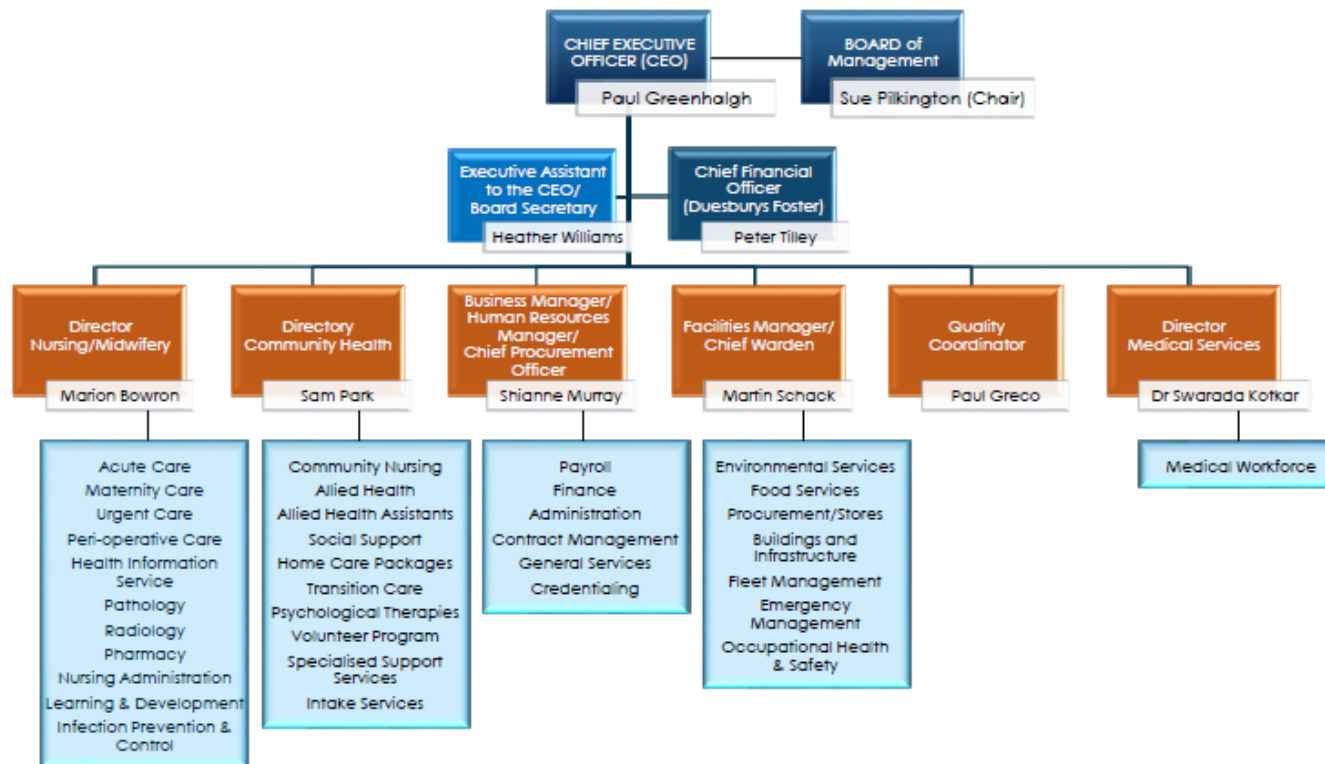 CHIEF EXECUTIVE
OFFICER (CEO)
Paul Greenhalgh
BOARD of
Management
Sue Pilkington (Chair)
Executive Assistant
to the CEO/
Board Secretary
Heather Williams
Chief Financial
Officer
(Duesburys Foster)
Peter Tilley
Director
Nursing/Midwifery
Marion Bowron
Directory
Community Health
Sam Park
Business Manager/
Human Resources
Manager/
Chief Procurement
Officer
Shianne Murray
Facilities Manager/
Chief Warden
Martin Schack
Quality
Coordinator
Paul Greco
Director
Medical Services
Dr Swarada Kotkar
Acute Care
Maternity Care
Urgent Care
Peri-operative Care
Health Information
Service
Pathology
Radiology
Pharmacy
Nursing Administration
Learning & Development
Infection Prevention &
Control
Community Nursing
Allied Health
Allied Health Assistants
Social Support
Home Care Packages
Transition Care
Psychological Therapies
Volunteer Program
Specialised Support
Services
Intake Services
Payroll
Finance
Administration
Contract Management
General Services
Credentialing
Environmental Services
Food Services
Procurement/Stores
Buildings and
Infrastructure
Fleet Management
Emergency
Management
Occupational Health
& Safety
Medical Workforce